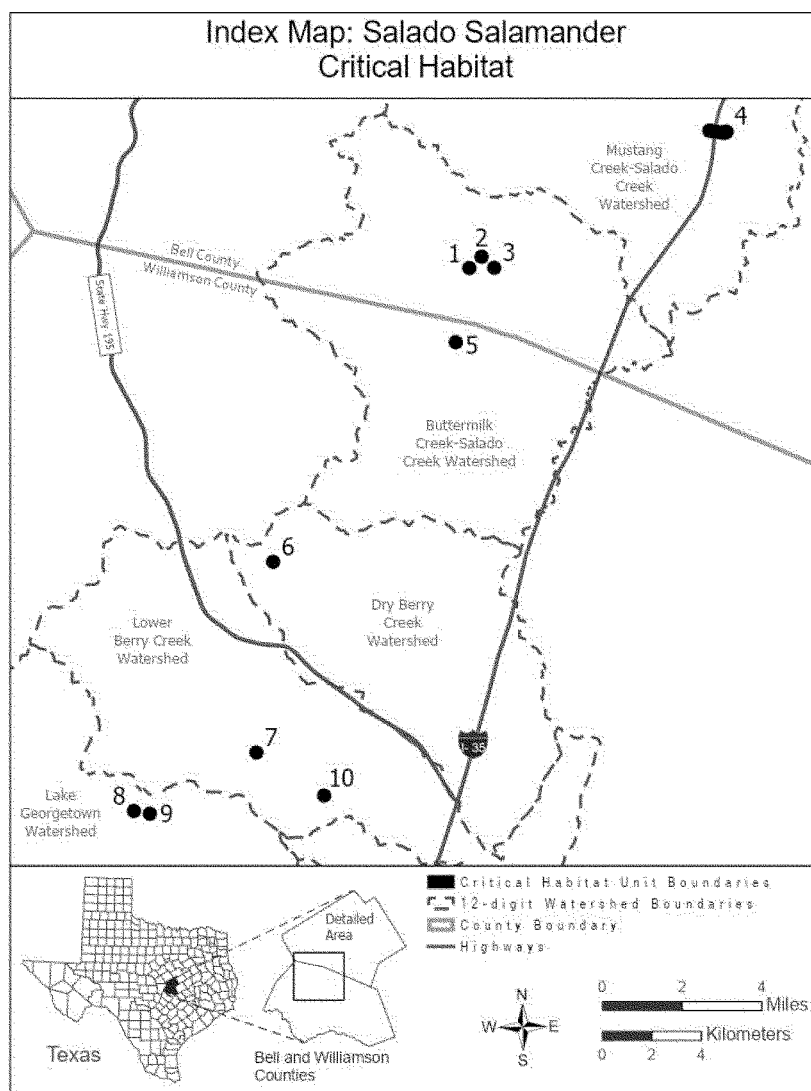 Index Map: Salado Salamander
Critical Habitat
4
Mustang
Creek-Salado
Creek
Watershed
2
1
3
Bell County
Williamson County
State Hwy 195
5
Buttermilk
Creek-Salado
Creek Watershed
6
Dry Berry
Creek
Watershed
Lower
Berry Creek
Watershed
7
10
Lake
Georgetown
Watershed
8
9
Critical Habitat Unit Boundaries
12-digit Watershed Boundaries
County Boundary
Highways
Detailed
Area
Texas
Bell and Williamson
Counties
N
W
E
S
0 2 4
Miles
Kilometers
0 2 4